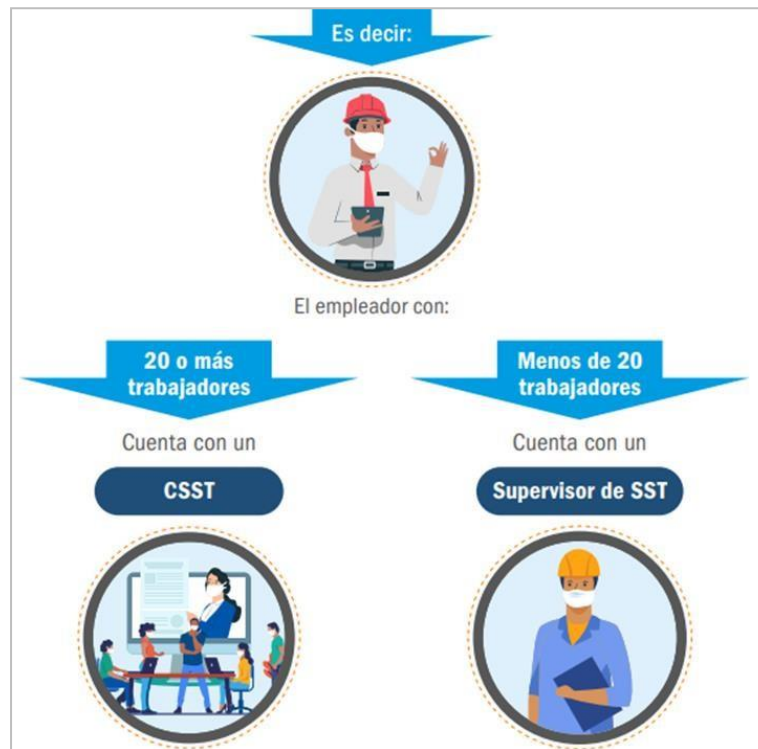 Es decir:
El empleador con:
20 o más
trabajadores
Cuenta con un
CSST
Menos de 20
trabajadores
Cuenta con un
Supervisor de SST